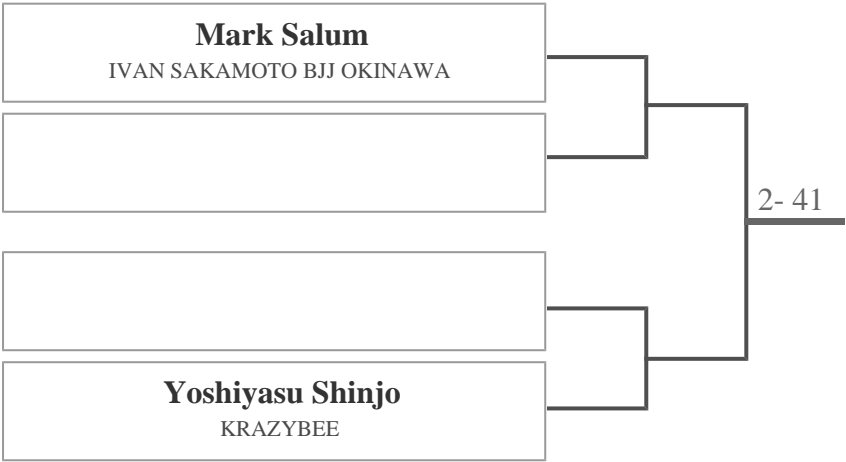 Mark Salum
IVAN SAKAMOTO BJJ OKINAWA
2- 41
Yoshiyasu Shinjo
KRAZYBEE